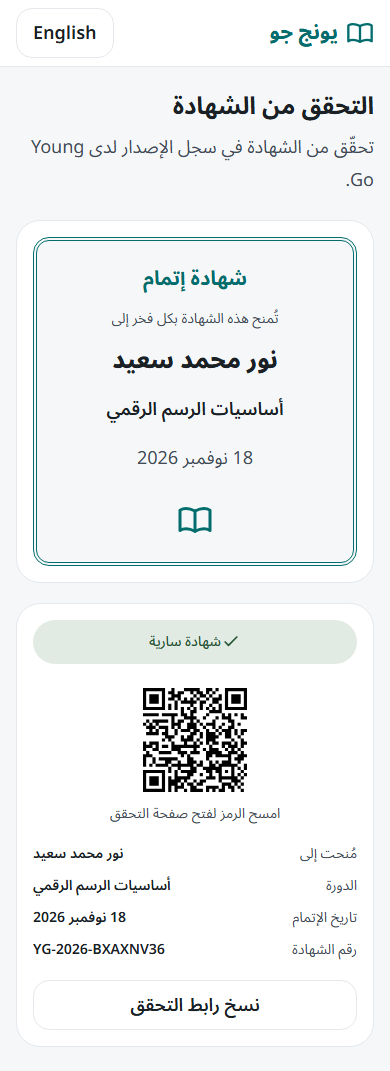 يونج جو
English
التحقق من الشهادة
تحقّق من الشهادة في سجل الإصدار لدى Young
Go.
شهادة إتمام
تُمنح هذه الشهادة بكل فخر إلى
نور محمد سعيد
أساسيات الرسم الرقمي
18 نوفمبر 2026
شهادة سارية
امسح الرمز لفتح صفحة التحقق
مُنحت إلى نور محمد سعيد
الدورة أساسيات الرسم الرقمي
تاريخ الإتمام 18 نوفمبر 2026
رقم الشهادة YG-2026-BXAXNV36
نسخ رابط التحقق